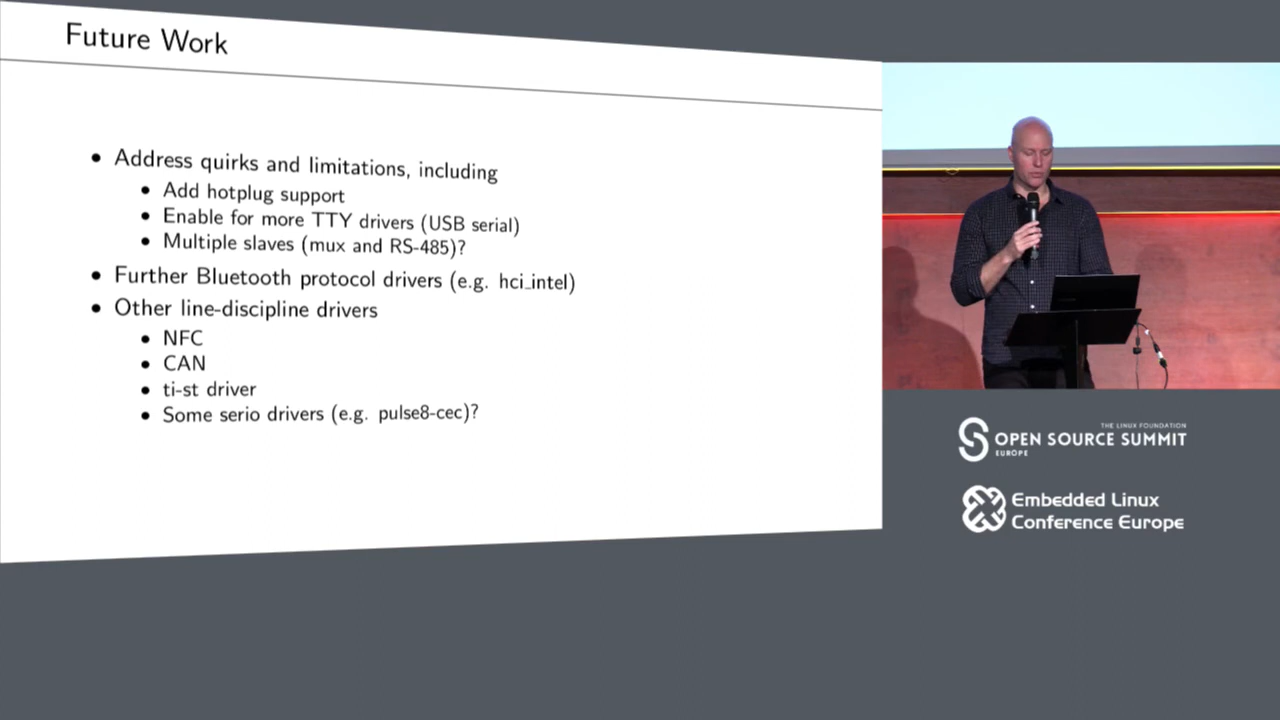 Future Work
• Address quirks and limitations, including
• Add hotplug support
• Enable for more TTY drivers (USB serial)
• Multiple slaves (mux and RS-485)?
• Further Bluetooth protocol drivers (e.g. hci_intel)
• Other line-discipline drivers
• NFC
• CAN
• ti-st driver
• Some serio drivers (e.g. pulse8-cec)?
THE LINUX FOUNDATION
OPEN SOURCE SUMMIT
EUROPE
Embedded Linux
Conference Europe